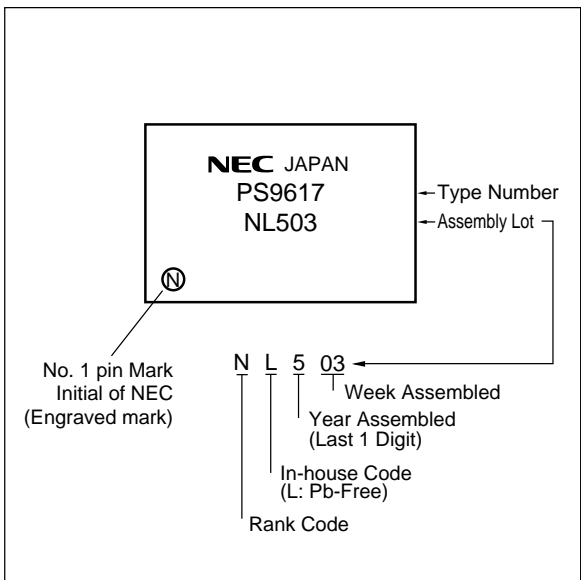 NEC JAPAN
PS9617
NL503
N
Type Number
Assembly Lot
No. 1 pin Mark
Initial of NEC
(Engraved mark)
N L 5 03
Week Assembled
Year Assembled
(Last 1 Digit)
In-house Code
(L: Pb-Free)
Rank Code